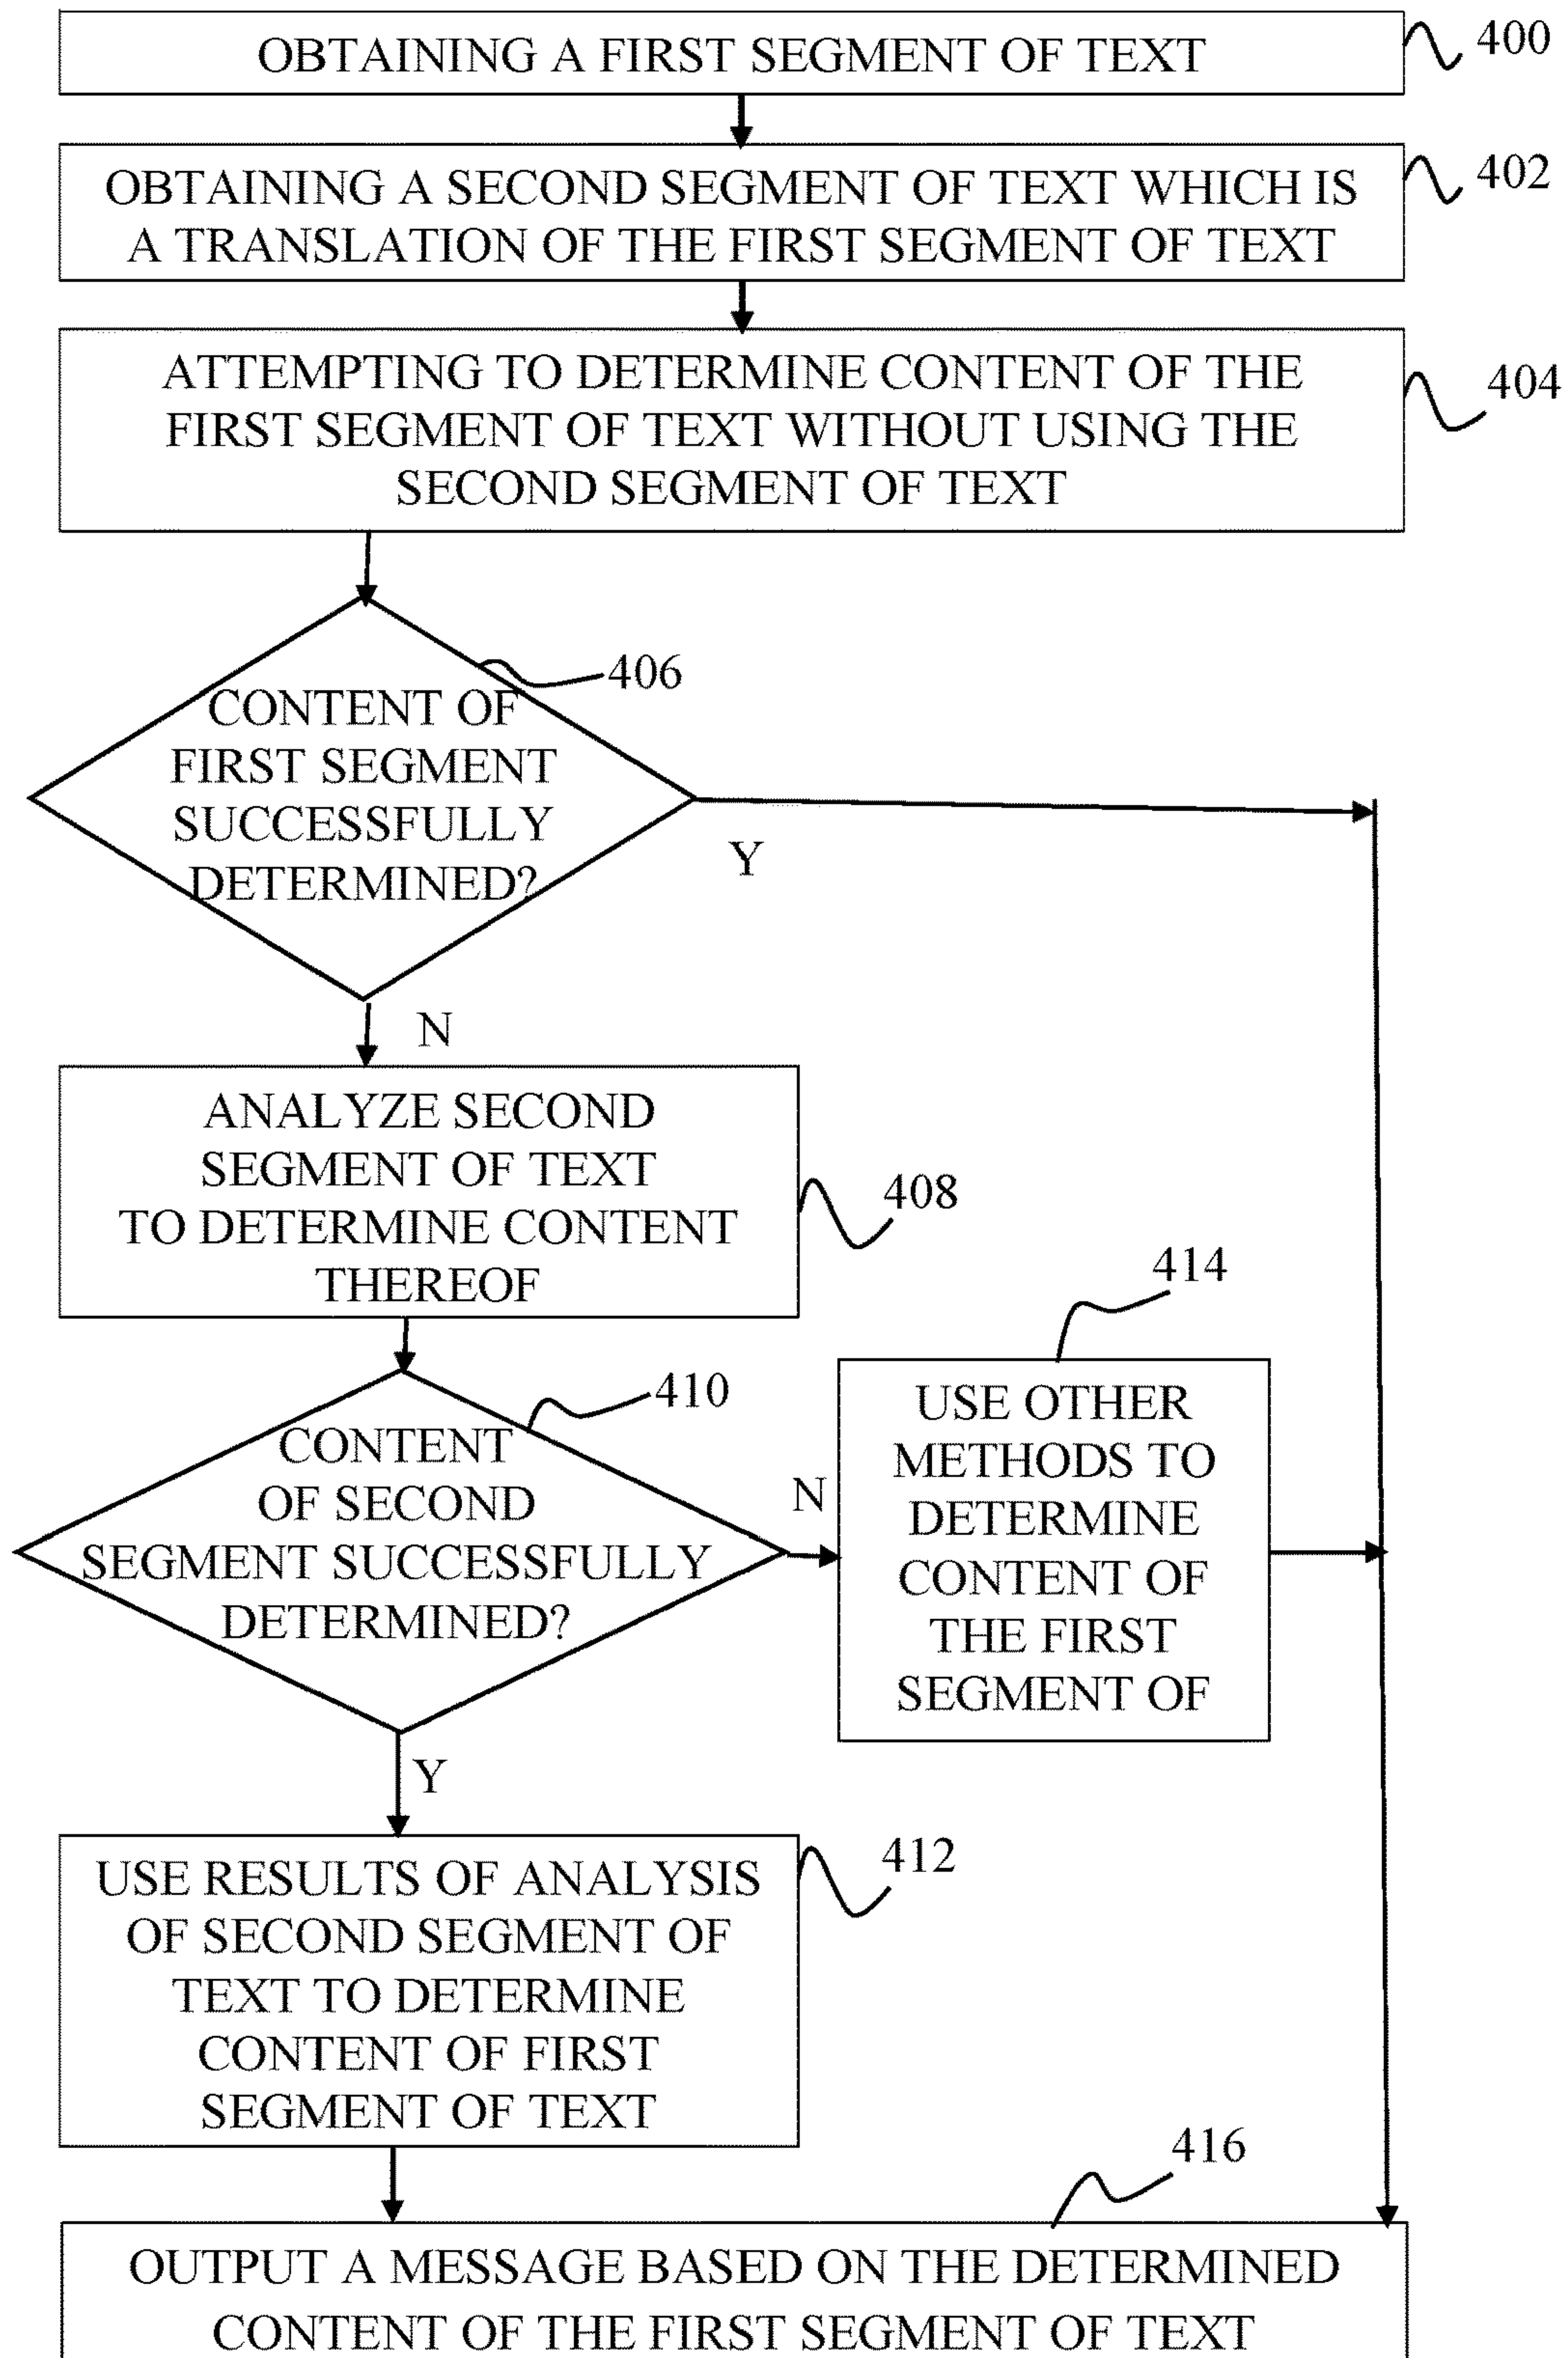 OBTAINING A FIRST SEGMENT OF TEXT
400
OBTAINING A SECOND SEGMENT OF TEXT WHICH IS
A TRANSLATION OF THE FIRST SEGMENT OF TEXT
402
ATTEMPTING TO DETERMINE CONTENT OF THE
FIRST SEGMENT OF TEXT WITHOUT USING THE
SECOND SEGMENT OF TEXT
404
406
CONTENT OF
FIRST SEGMENT
SUCCESSFULLY
DETERMINED?
Y
N
ANALYZE SECOND
SEGMENT OF TEXT
TO DETERMINE CONTENT
THEREOF
408
410
CONTENT
OF SECOND
SEGMENT SUCCESSFULLY
DETERMINED?
N
414
USE OTHER
METHODS TO
DETERMINE
CONTENT OF
THE FIRST
SEGMENT OF
Y
USE RESULTS OF ANALYSIS
OF SECOND SEGMENT OF
TEXT TO DETERMINE
CONTENT OF FIRST
SEGMENT OF TEXT
412
416
OUTPUT A MESSAGE BASED ON THE DETERMINED
CONTENT OF THE FIRST SEGMENT OF TEXT